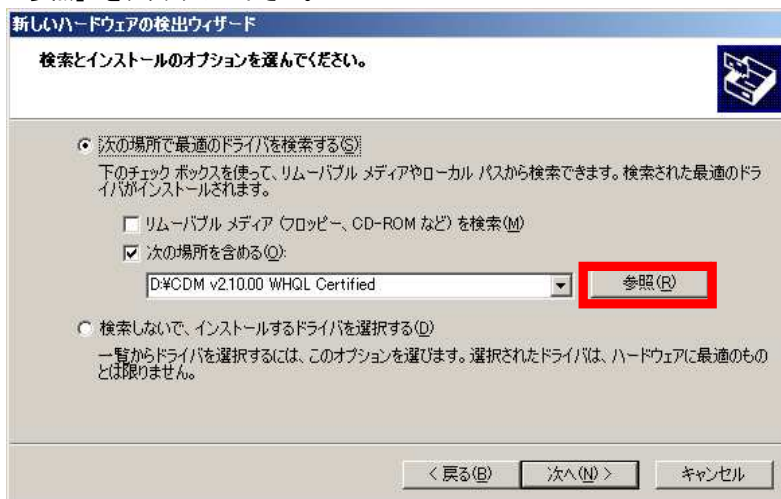 新しいハードウェアの検出ウィザード
検索とインストールのオプションを選んでください。
次の場所で最適のドライバを検索する(S)
下のチェック ボックスを使って、リムーバブル メディアやローカル パスから検索できます。検索された最適のドラ
イバがインストールされます。
リムーバブル メディア (フロッピー、CD-ROM など) を検索(M)
次の場所を含める(O):
D:¥CDM v2.10.00 WHQL Certified
参照(R)
検索しないで、インストールするドライバを選択する(D)
一覧からドライバを選択するには、このオプションを選びます。選択されたドライバは、ハードウェアに最適のもの
とは限りません。
< 戻る(B)
次へ(N) >
キャンセル